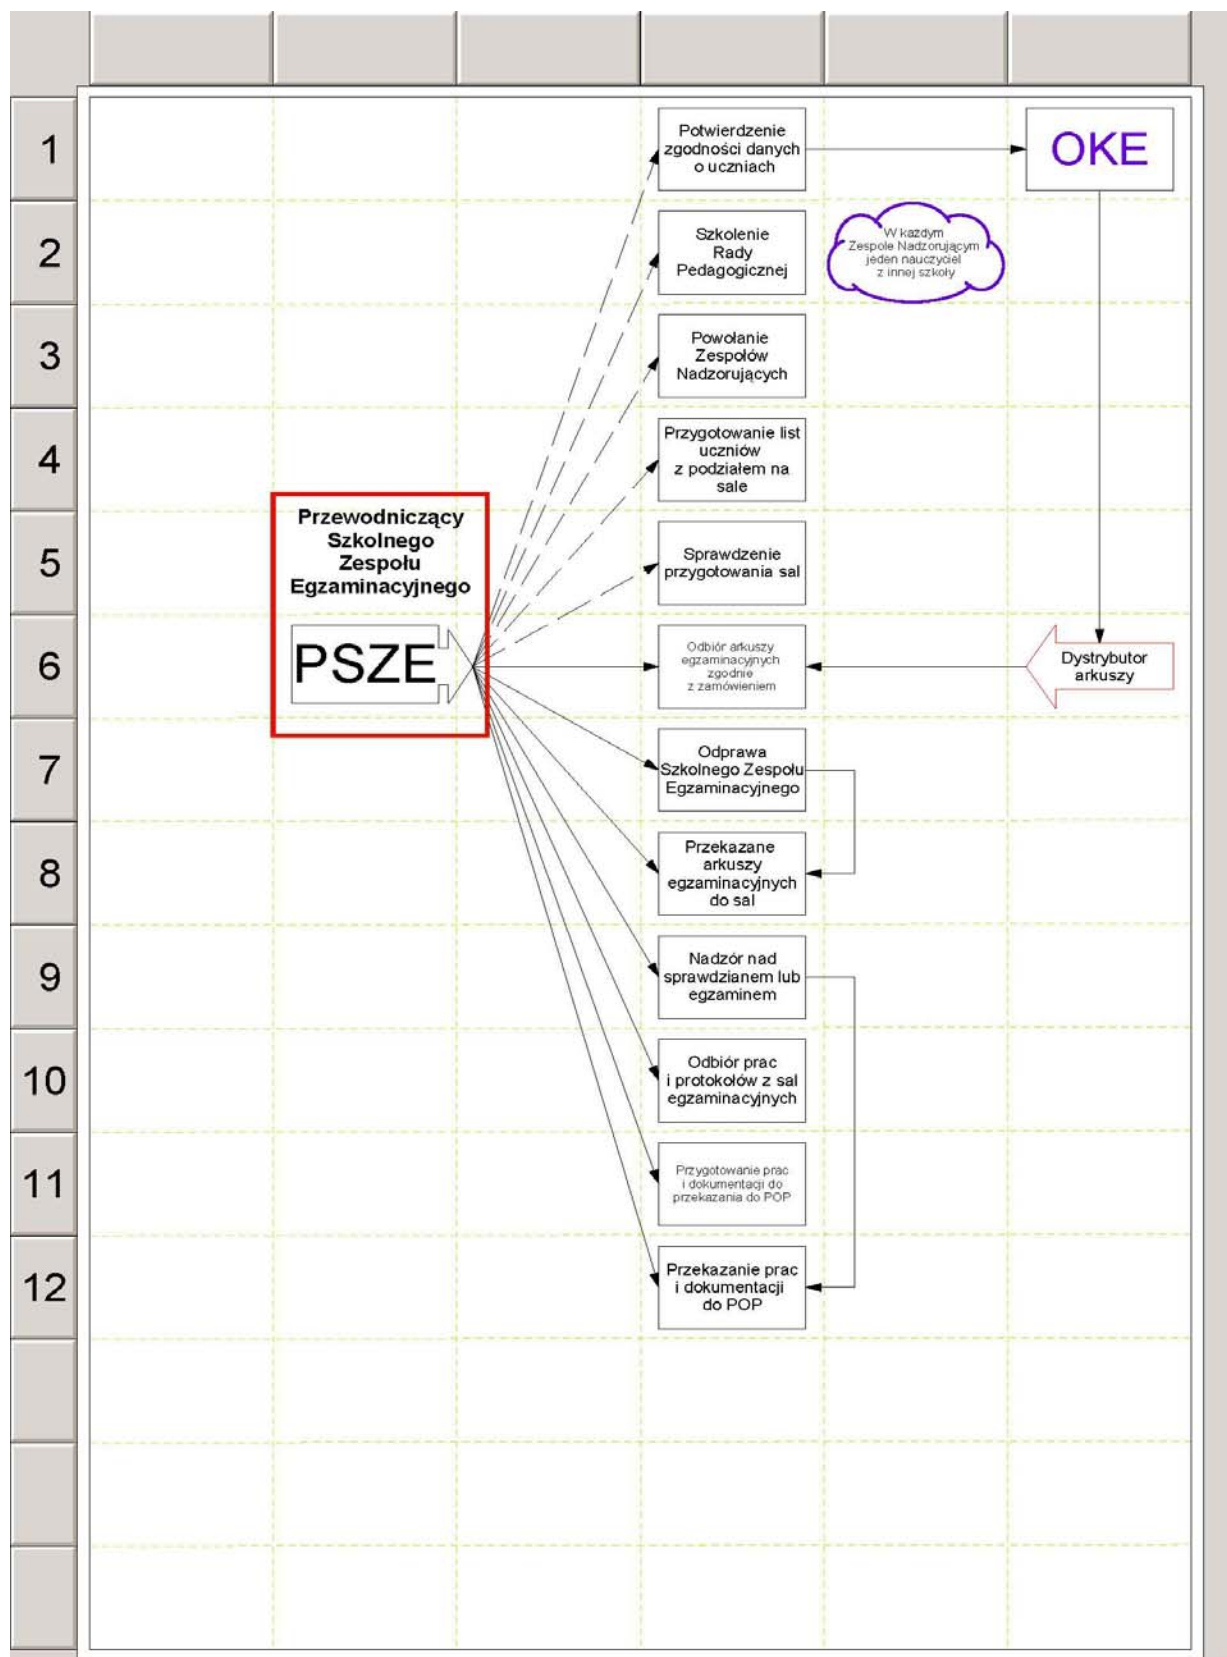 1
Potwierdzenie
zgodności danych
o uczniach
OKE
2
Szkolenie
Rady
Pedagogicznej
W każdym
Zespole Nadzorującym
jeden nauczyciel
z innej szkoły
3
Powołanie
Zespołów
Nadzorujących
4
Przygotowanie list
uczniów
z podziałem na
sale
Przewodniczący
Szkolnego
Zespołu
Egzaminacyjnego
5
Sprawdzenie
przygotowania sal
6
PSZE
Odbiór arkuszy
egzaminacyjnych
zgodnie
z zamówieniem
Dystrybutor
arkuszy
7
Odprawa
Szkolnego Zespołu
Egzaminacyjnego
8
Przekazane
arkuszy
egzaminacyjnych
do sal
9
Nadzór nad
sprawdzianem lub
egzaminem
10
Odbiór prac
i protokołów z sal
egzaminacyjnych
11
Przygotowanie prac
i dokumentacji do
przekazania do POP
12
Przekazanie prac
i dokumentacji
do POP